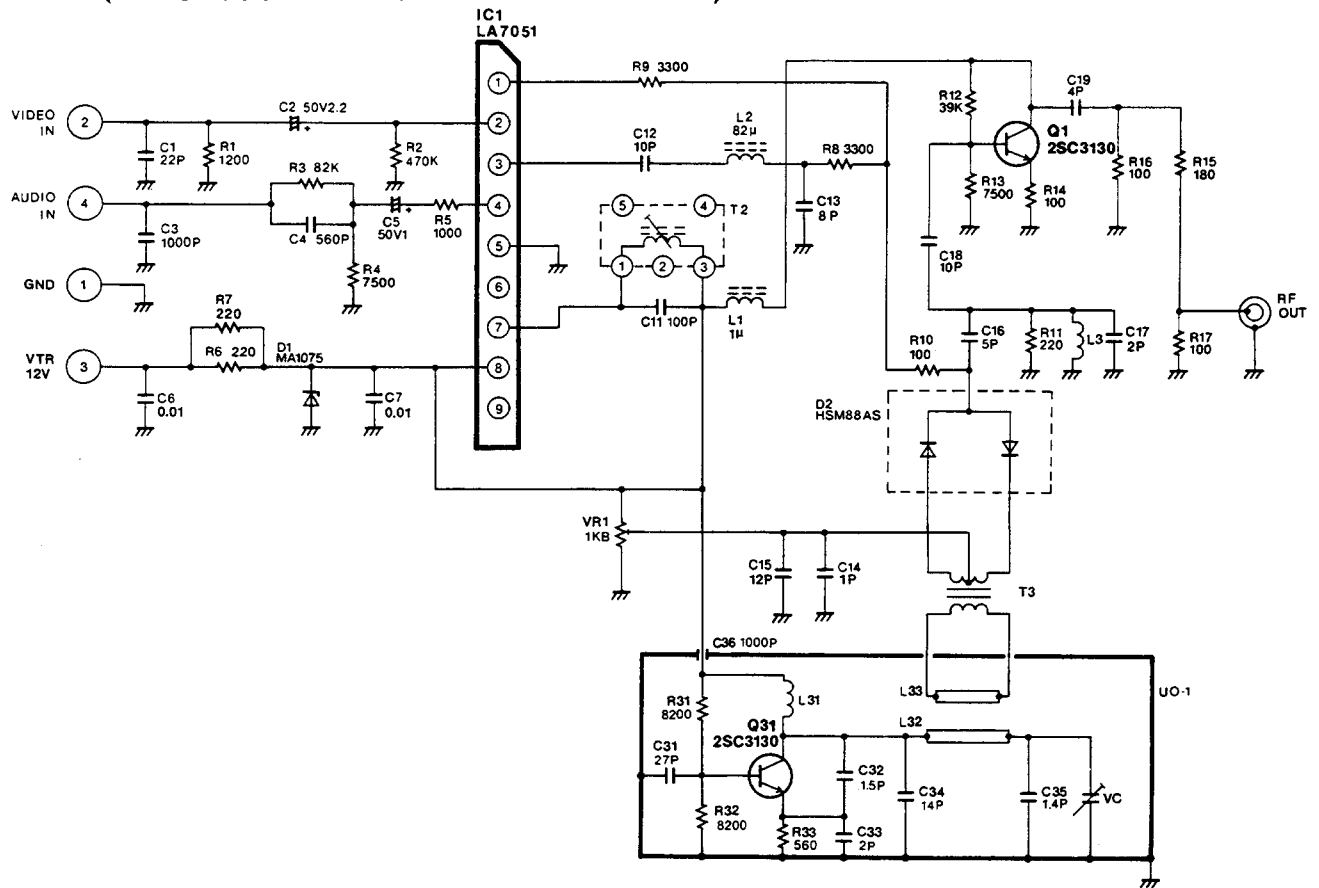 IC1
LA7051
VIDEO
IN
2
C1
22P
R1
1200
C2 50V2.2
+
R2
470K
AUDIO
IN
4
C3
1000P
R3 82K
C4 560P
R4
7500
C5
50V1
+
R5
1000
GND
1
VTR
12V
3
C6
0.01
R7
220
R6 220
D1
MA1075
C7
0.01
1
2
3
4
5
6
7
8
9
R9 3300
C12
10P
L2
82μ
R8 3300
C13
8P
5
4
T2
1
2
3
C11 100P
L1
1μ
R12
39K
Q1
2SC3130
C19
4P
R13
7500
R14
100
R16
100
R15
180
C18
10P
R10
100
C16
5P
R11
220
L3
C17
2P
R17
100
RF
OUT
D2
HSM88AS
VR1
1KB
C15
12P
C14
1P
T3
C36 1000P
UO-1
R31
8200
L31
L33
L32
Q31
2SC3130
C31
27P
R32
8200
R33
560
C32
1.5P
C33
2P
C34
14P
C35
1.4P
VC